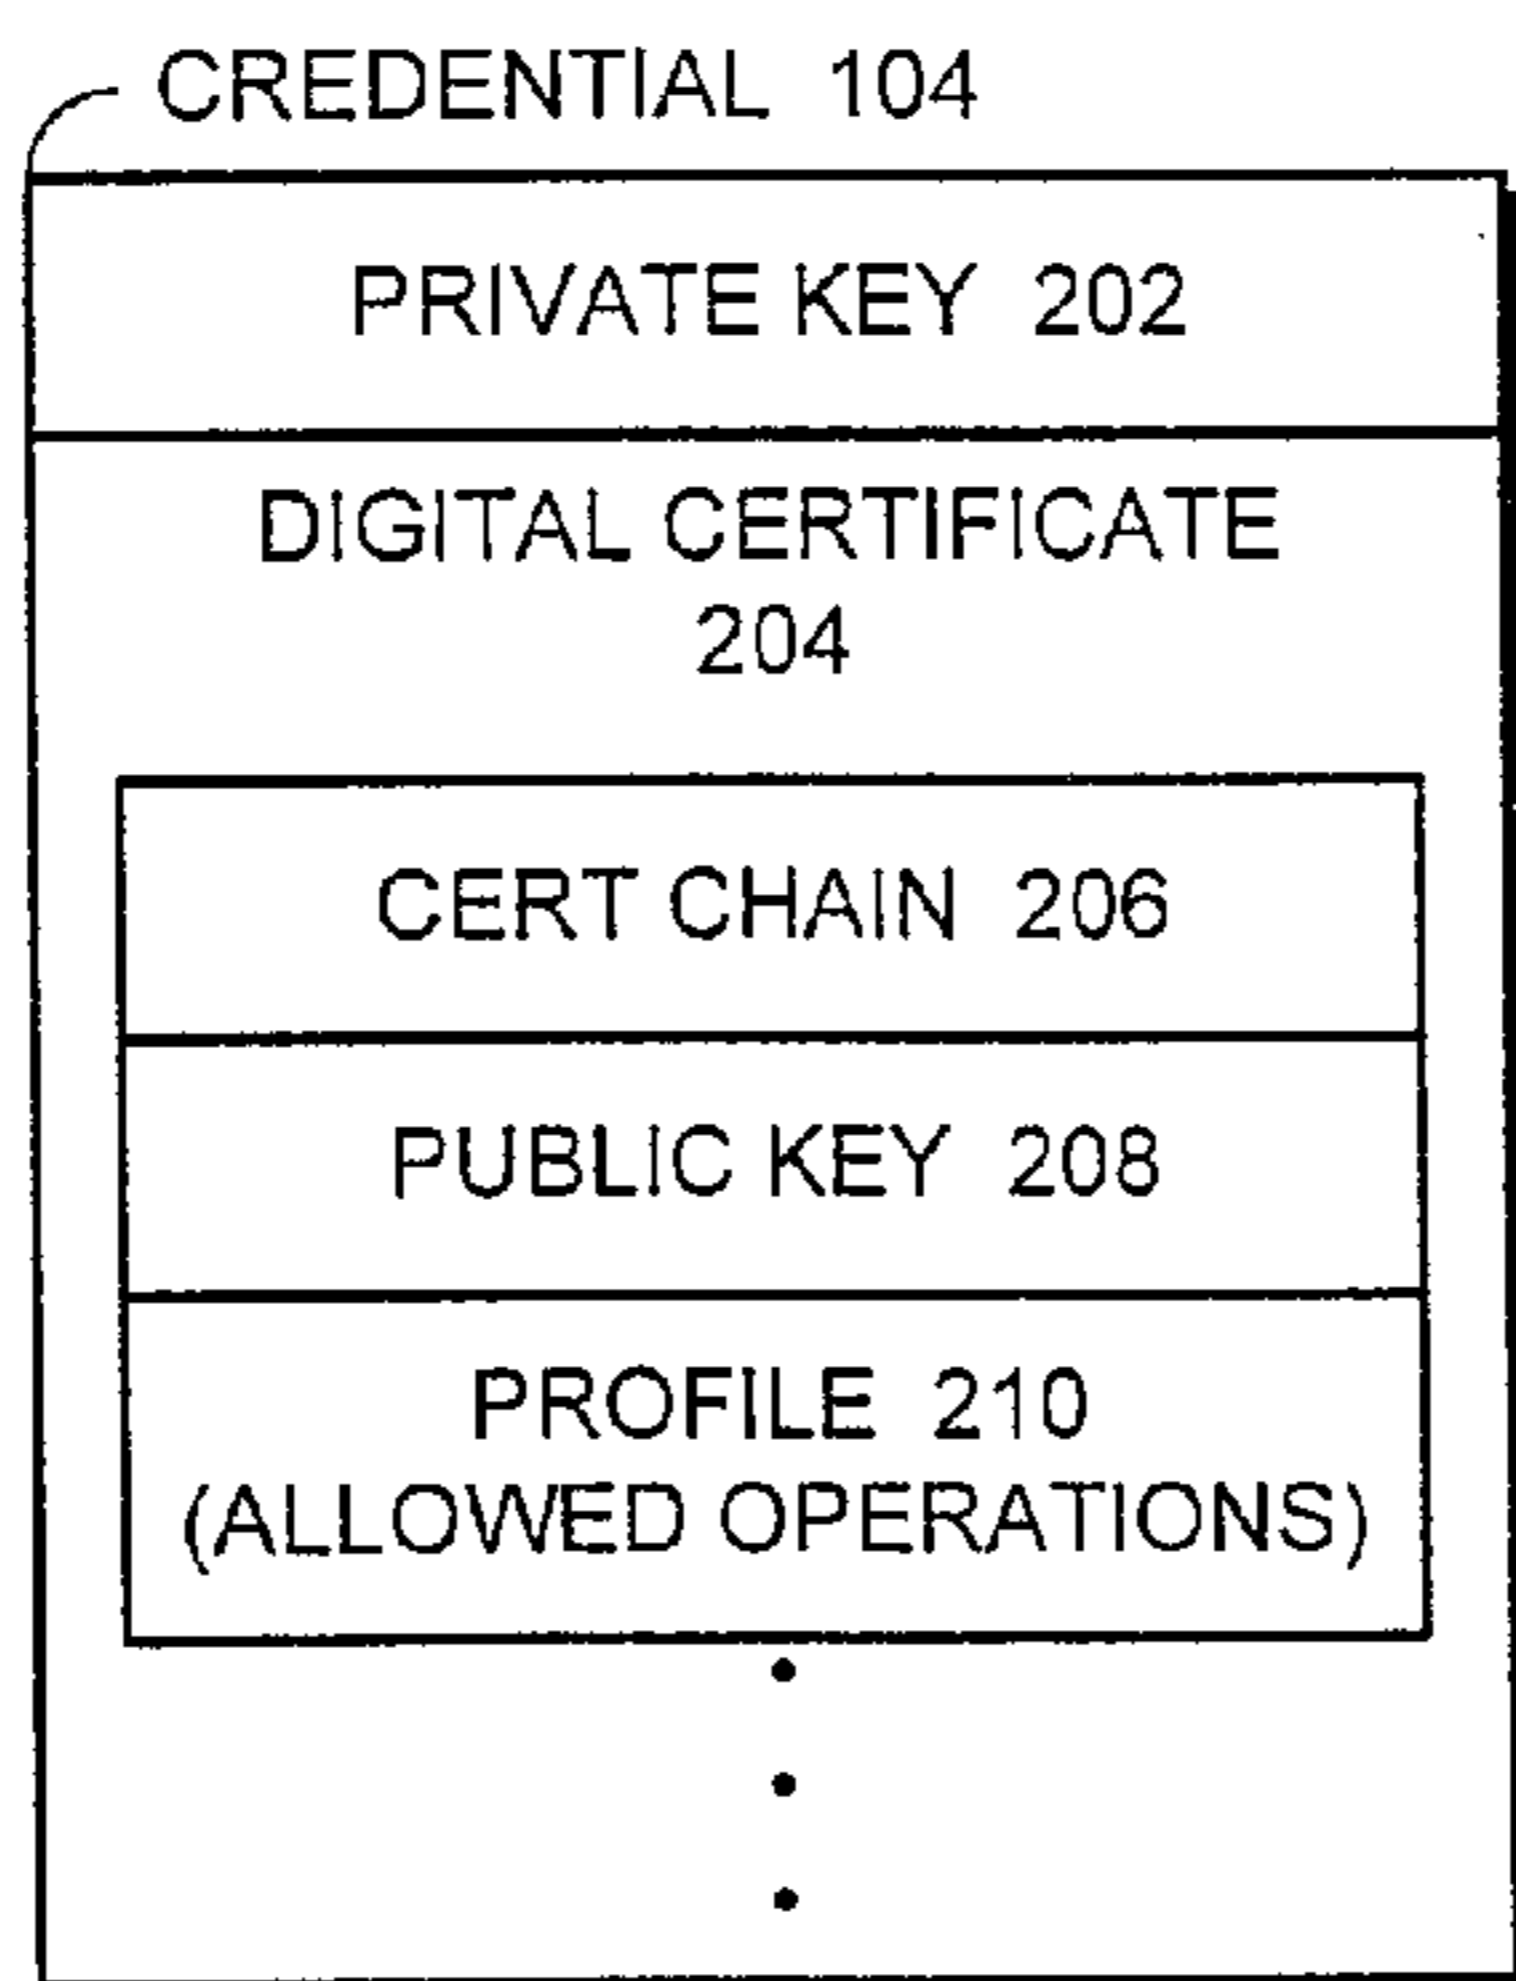 CREDENTIAL 104
PRIVATE KEY 202
DIGITAL CERTIFICATE
204
CERT CHAIN 206
PUBLIC KEY 208
PROFILE 210
(ALLOWED OPERATIONS)